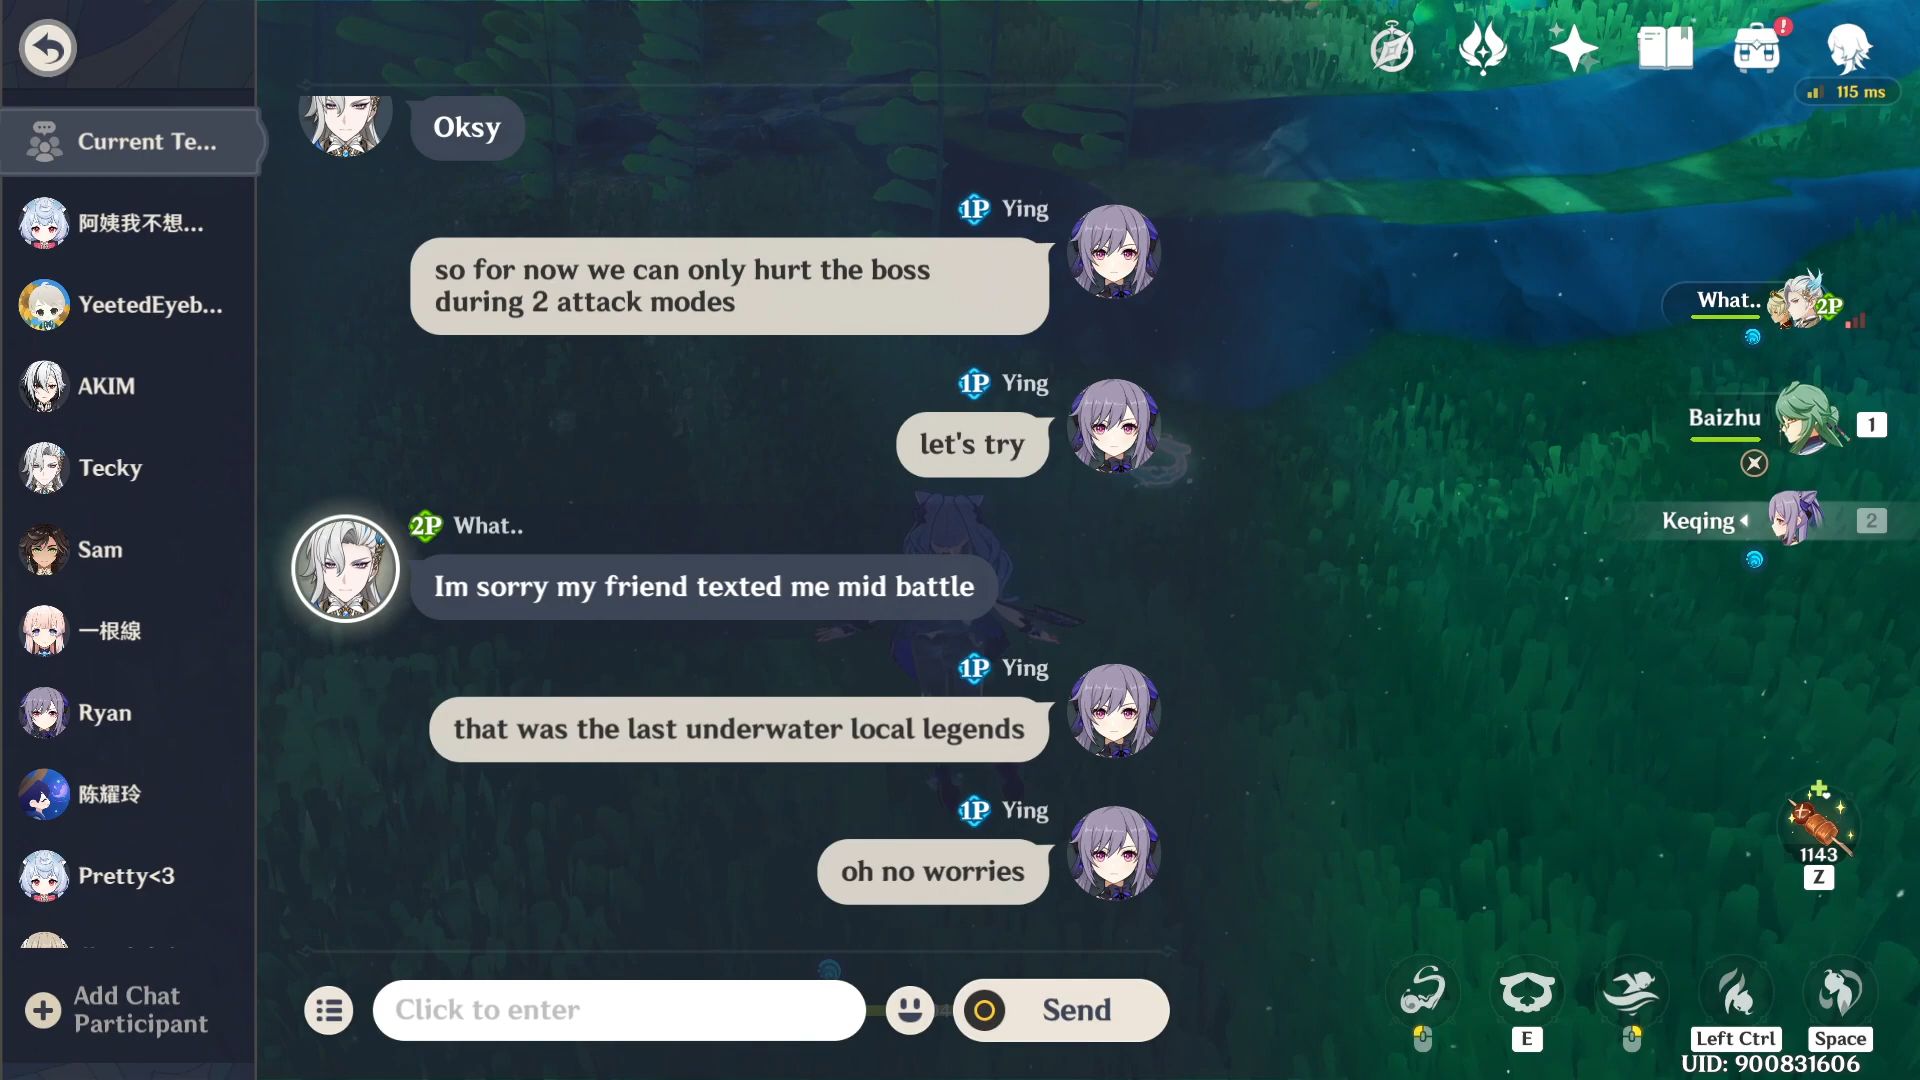 115 ms
Current Te...
阿姨我不想...
YeetedEyeb...
AKIM
Tecky
Sam
一根線
Ryan
陈耀玲
Pretty<3
Add Chat
Participant
Oksy
1P Ying
so for now we can only hurt the boss
during 2 attack modes
1P Ying
let's try
2P What..
Im sorry my friend texted me mid battle
1P Ying
that was the last underwater local legends
1P Ying
oh no worries
Click to enter
Send
What..
2P
Baizhu
1
Keqing
2
1143
Z
E
Left Ctrl
Space
UID: 900831606